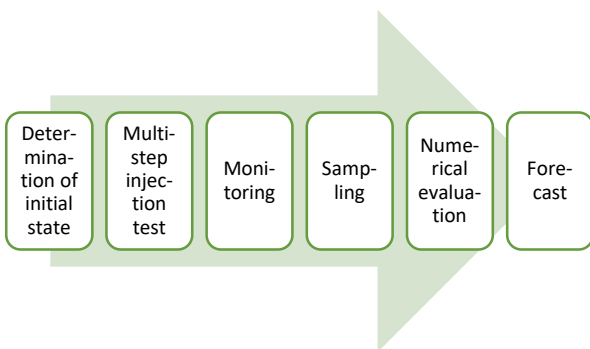 Deter-
mina-
tion of
initial
state
Multi-
step
injec-
tion
test
Moni-
toring
Samp-
ling
Nume-
rical
evalua-
tion
Fore-
cast